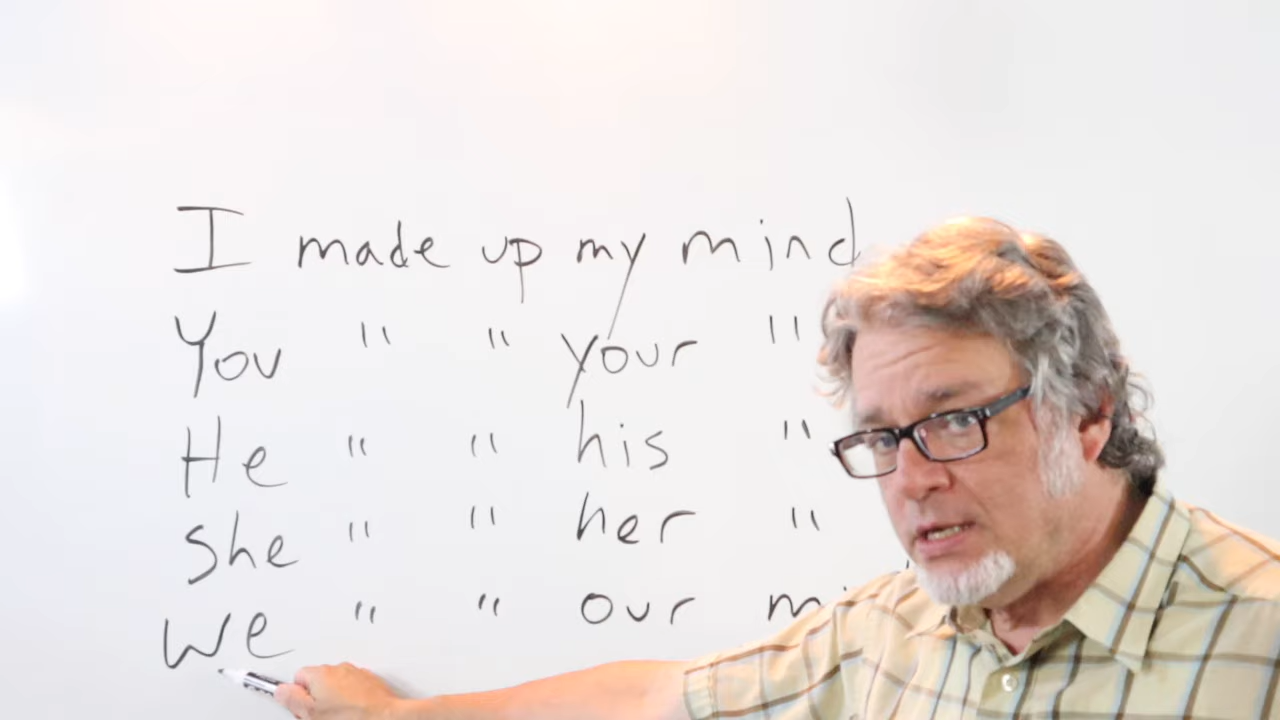 I made up my mind
You " " your "
He " " his "
She " " her "
We " " our